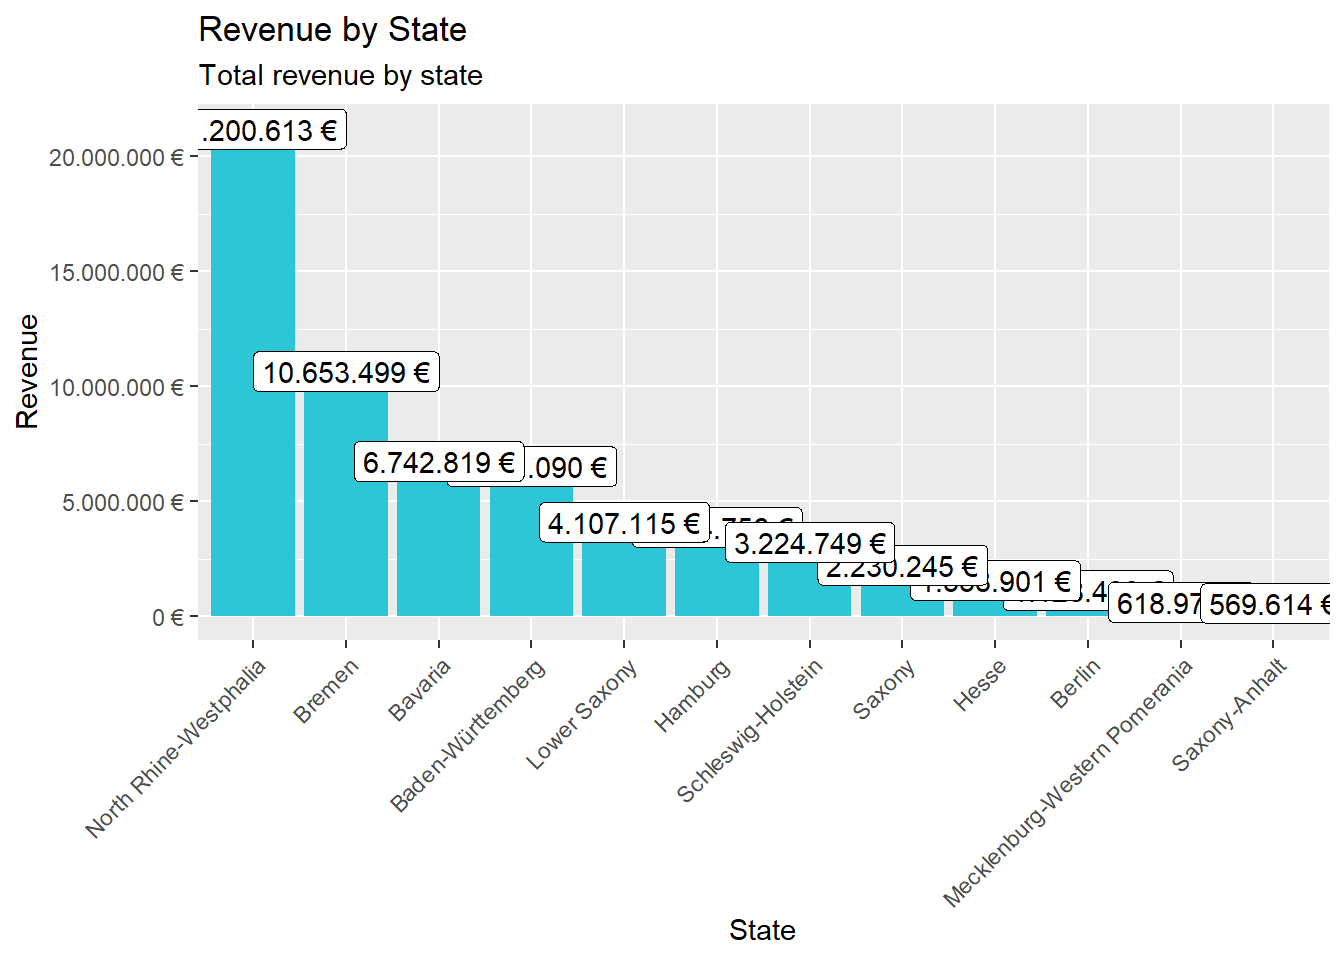 Revenue by State
Total revenue by state
.200.613 €
20.000.000 €
15.000.000 €
10.653.499 €
10.000.000 €
6.742.819 €
.090 €
5.000.000 €
4.107.115 €
3.224.749 €
2.230.245 €
.901 €
618.97
569.614 €
0 €
Revenue
North Rhine-Westphalia
Bremen
Bavaria
Baden-Württemberg
Lower Saxony
Hamburg
Schleswig-Holstein
Saxony
Hesse
Berlin
Mecklenburg-Western Pomerania
Saxony-Anhalt
State